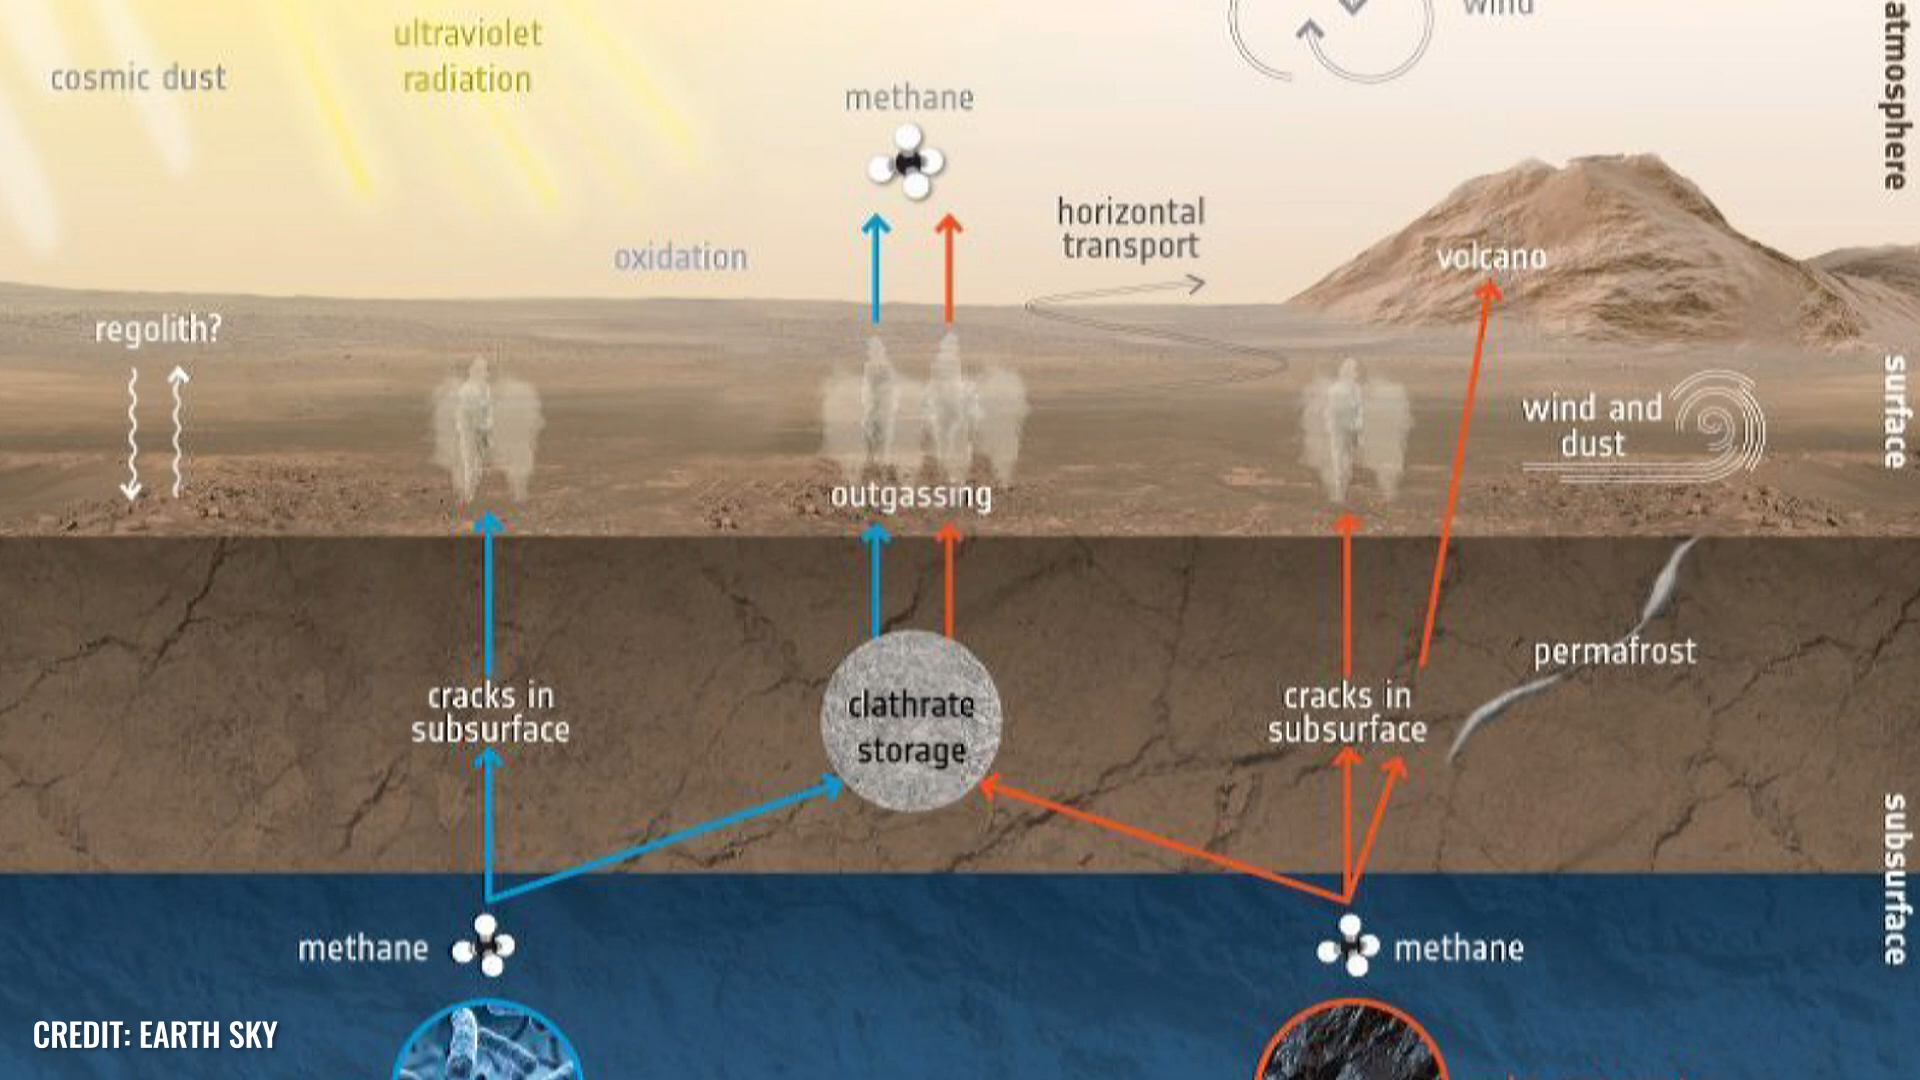 wind
ultraviolet
radiation
cosmic dust
methane
atmosphere
horizontal
transport
oxidation
volcano
regolith?
surface
wind and
dust
outgassing
permafrost
cracks in
subsurface
clathrate
storage
cracks in
subsurface
subsurface
methane
methane
CREDIT: EARTH SKY